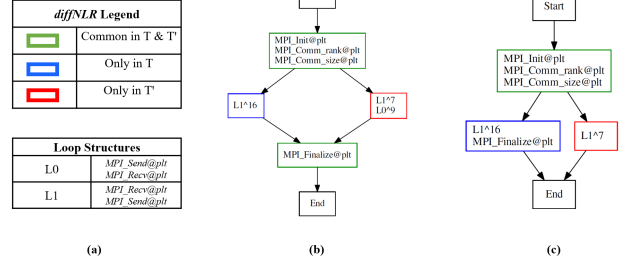 diffNLR Legend
Common in T & T'
Only in T
Only in T'
Loop Structures
L0
MPI_Send@plt
MPI_Recv@plt
L1
MPI_Recv@plt
MPI_Send@plt
(a)
MPI_Init@plt
MPI_Comm_rank@plt
MPI_Comm_size@plt
L1^16
L1^7
L0^9
MPI_Finalize@plt
End
(b)
Start
MPI_Init@plt
MPI_Comm_rank@plt
MPI_Comm_size@plt
L1^16
MPI_Finalize@plt
L1^7
End
(c)